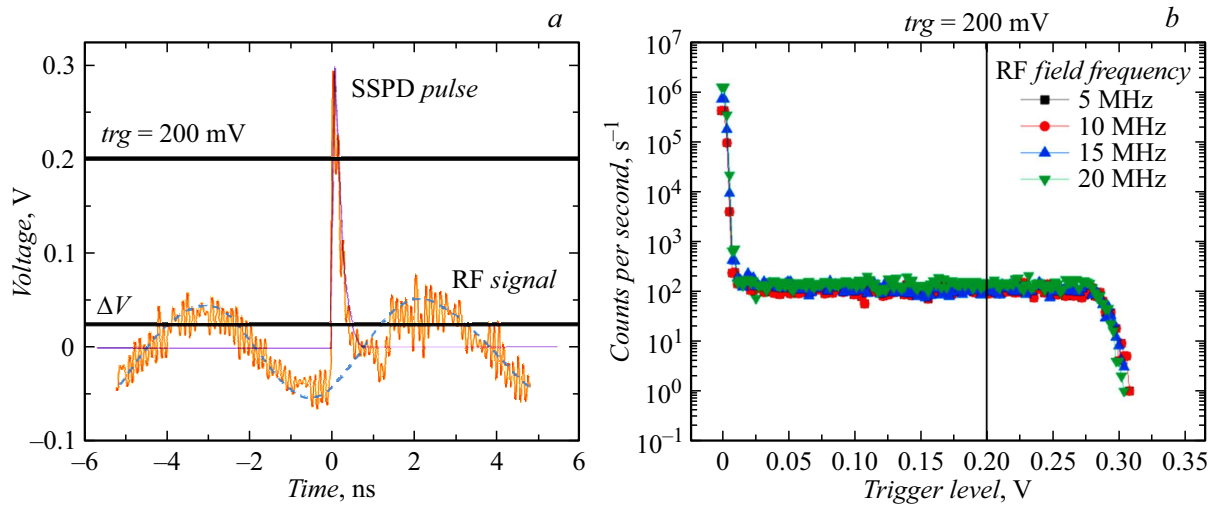 a
0.3
0.2
0.1
0
–0.1
Voltage, V
SSPD pulse
trg = 200 mV
RF signal
ΔV
–6 –4 –2 0 2 4 6
Time, ns
trg = 200 mV
b
10^7
10^6
10^5
10^4
10^3
10^2
10^1
10^0
10^–1
Counts per second, s^–1
RF field frequency
5 MHz
10 MHz
15 MHz
20 MHz
0 0.05 0.10 0.15 0.20 0.25 0.30 0.35
Trigger level, V